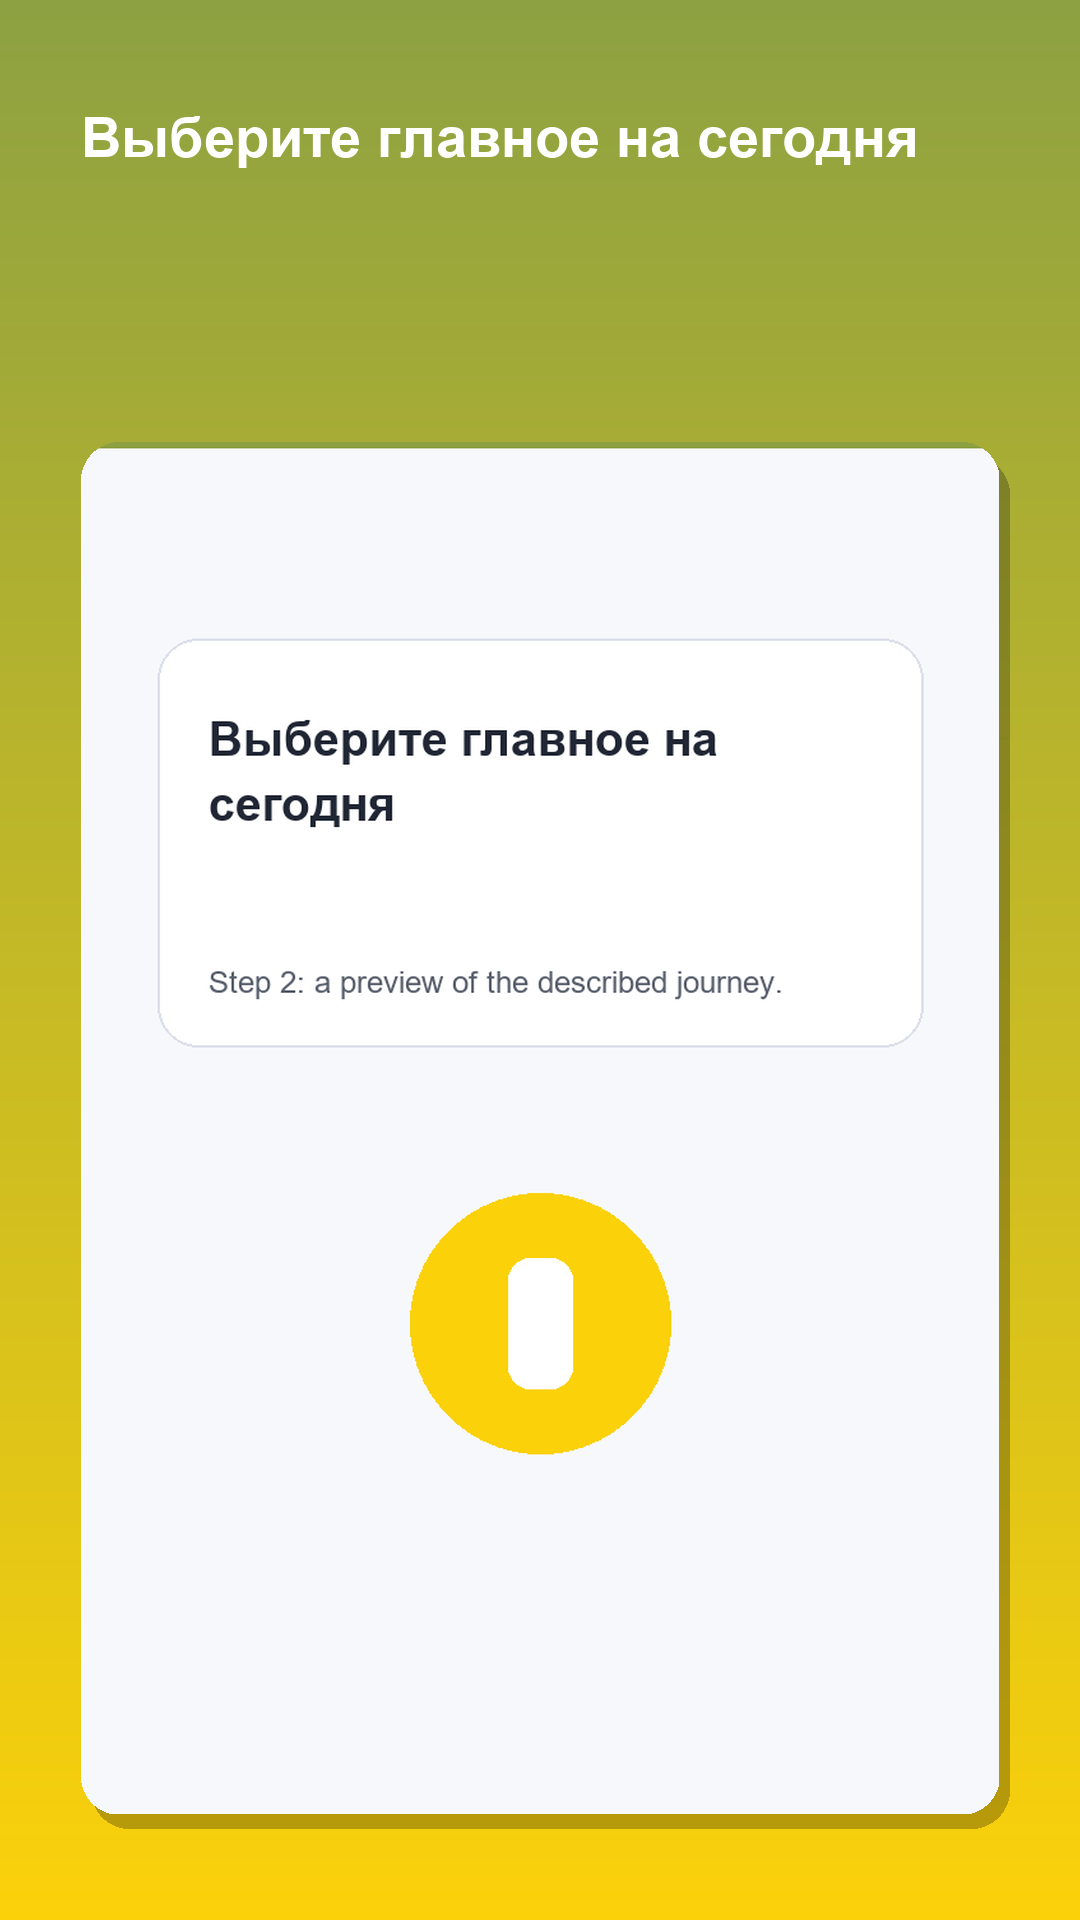 Выберите главное на сегодня
Выберите главное на
сегодня
Step 2: a preview of the described journey.